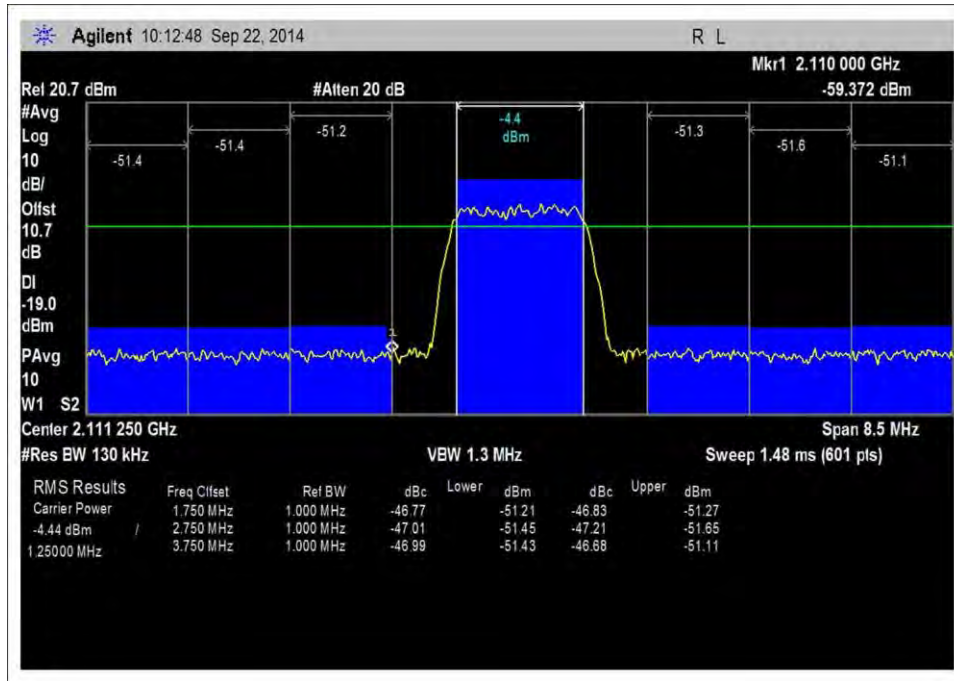 Agilent 10:12:48 Sep 22, 2014 R L
Mkr1 2.110 000 GHz
Ref 20.7 dBm #Atten 20 dB -59.372 dBm
#Avg
Log
10
dB/
Offst
10.7
dB
DI
-19.0
dBm
PAvg
10
W1 S2
-51.4 -51.4 -51.2 -4.4 dBm -51.3 -51.6 -51.1
1
Center 2.111 250 GHz Span 8.5 MHz
#Res BW 130 kHz VBW 1.3 MHz Sweep 1.48 ms (601 pts)
RMS Results Freq Offset Ref BW dBc Lower dBm dBc Upper dBm
Carrier Power 1.750 MHz 1.000 MHz -46.77 -51.21 -46.83 -51.27
-4.44 dBm / 2.750 MHz 1.000 MHz -47.01 -51.45 -47.21 -51.65
1.25000 MHz 3.750 MHz 1.000 MHz -46.99 -51.43 -46.68 -51.11